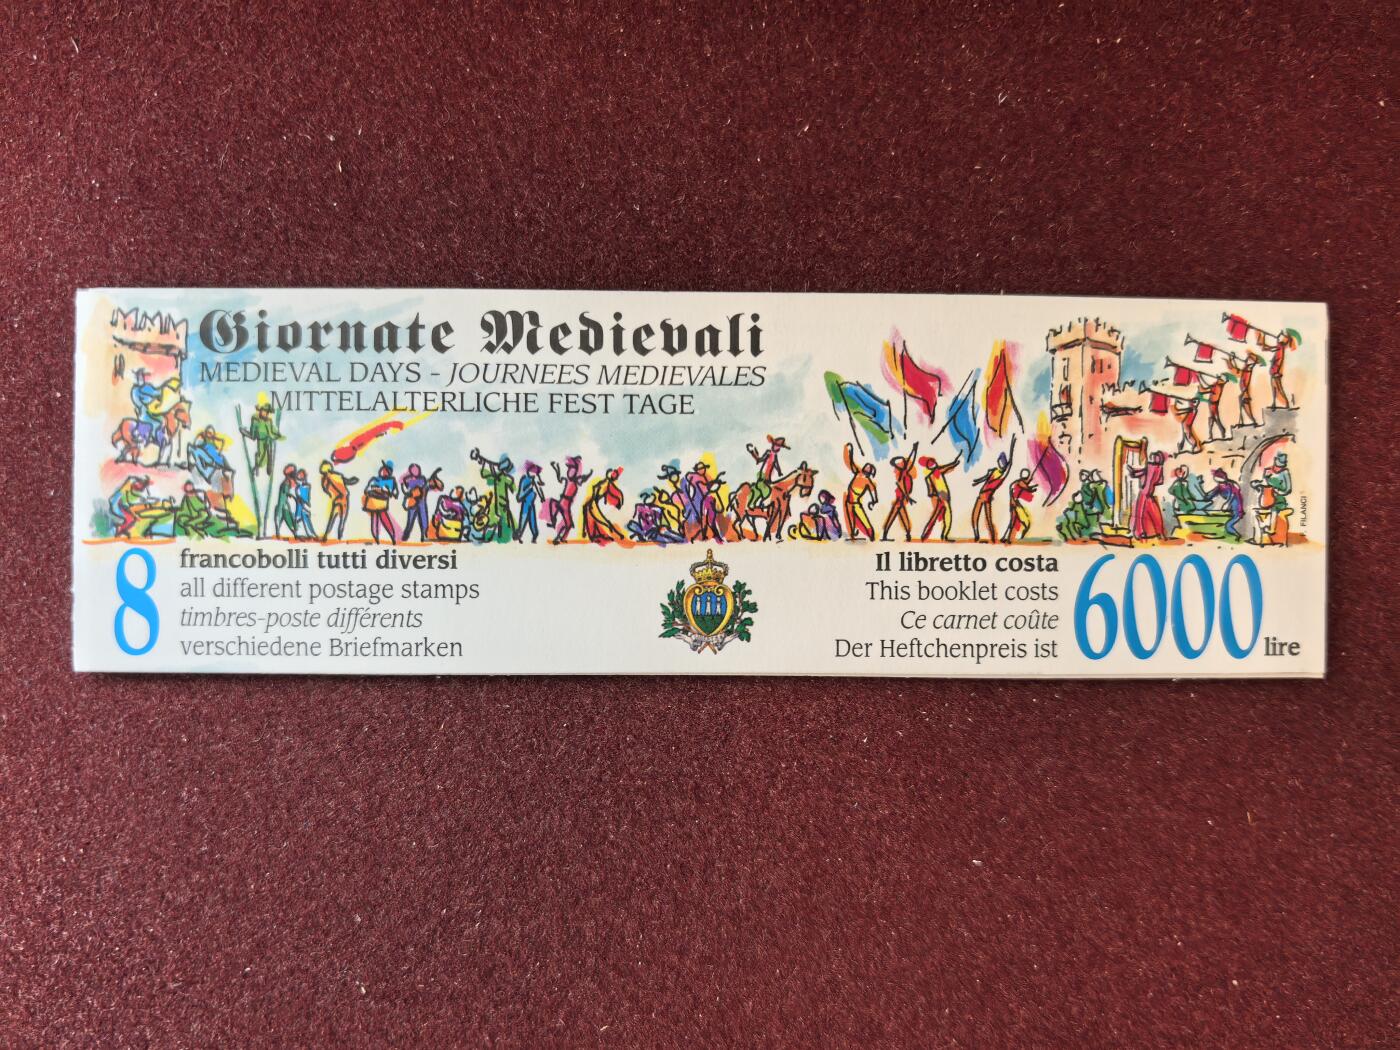 Giornate Medievali
MEDIEVAL DAYS - JOURNEES MEDIEVALES
MITTELALTERLICHE FEST TAGE
FILANCI
8
francobolli tutti diversi
all different postage stamps
timbres-poste différents
verschiedene Briefmarken
Il libretto costa
This booklet costs
Ce carnet coûte
Der Heftchenpreis ist
6000 lire